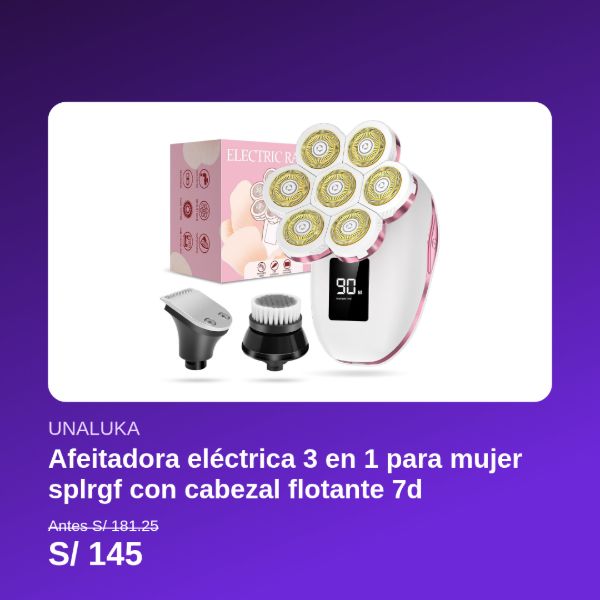 ELECTRIC RA
90
UNALUKA
Afeitadora eléctrica 3 en 1 para mujer
splrgf con cabezal flotante 7d
Antes S/ 181.25
S/ 145